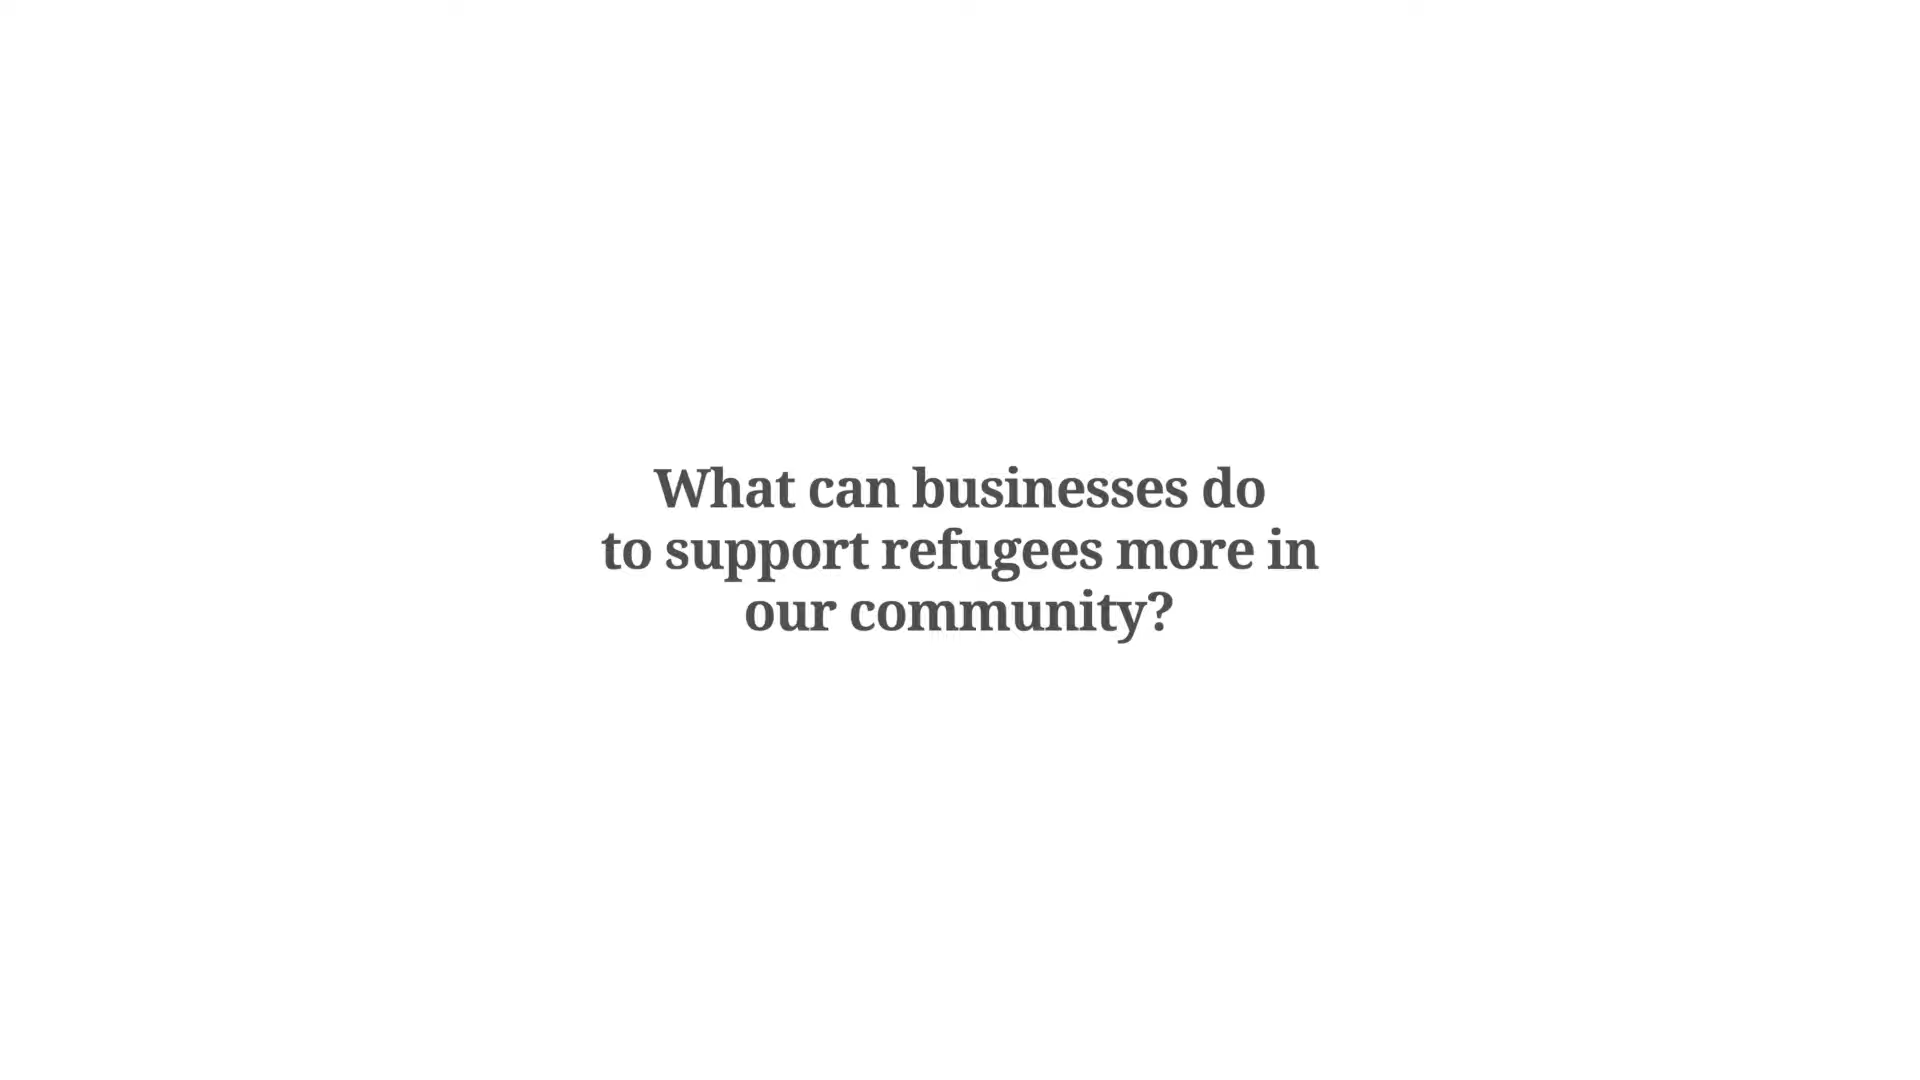 What can businesses do
to support refugees more in
our community?